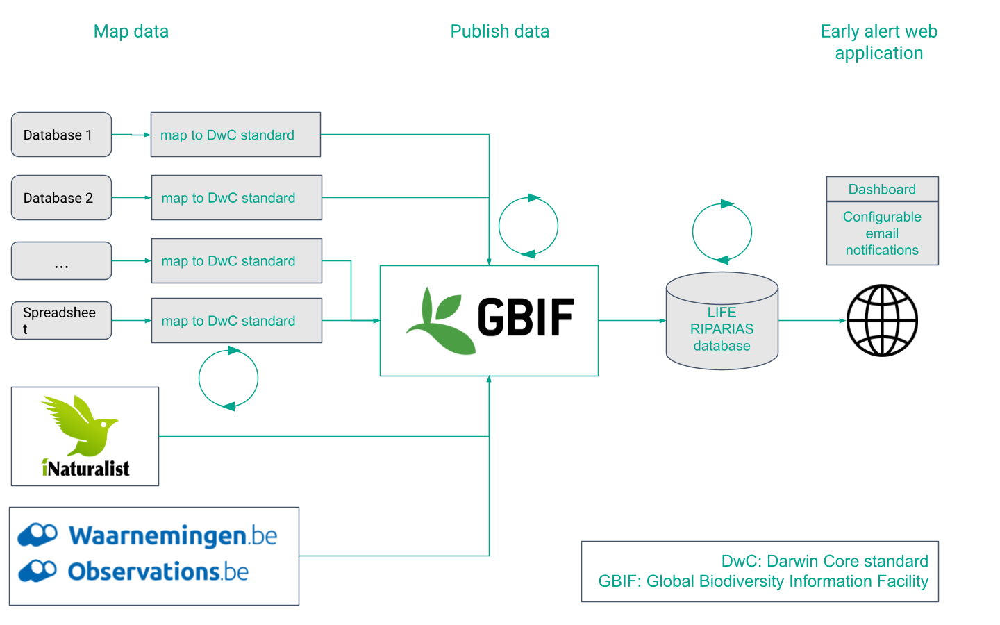 Map data
Publish data
Early alert web
application
Database 1
map to DwC standard
Database 2
map to DwC standard
...
map to DwC standard
Spreadshee
t
map to DwC standard
GBIF
LIFE
RIPARIAS
database
Dashboard
Configurable
email
notifications
iNaturalist
Waarnemingen.be
Observations.be
DwC: Darwin Core standard
GBIF: Global Biodiversity Information Facility